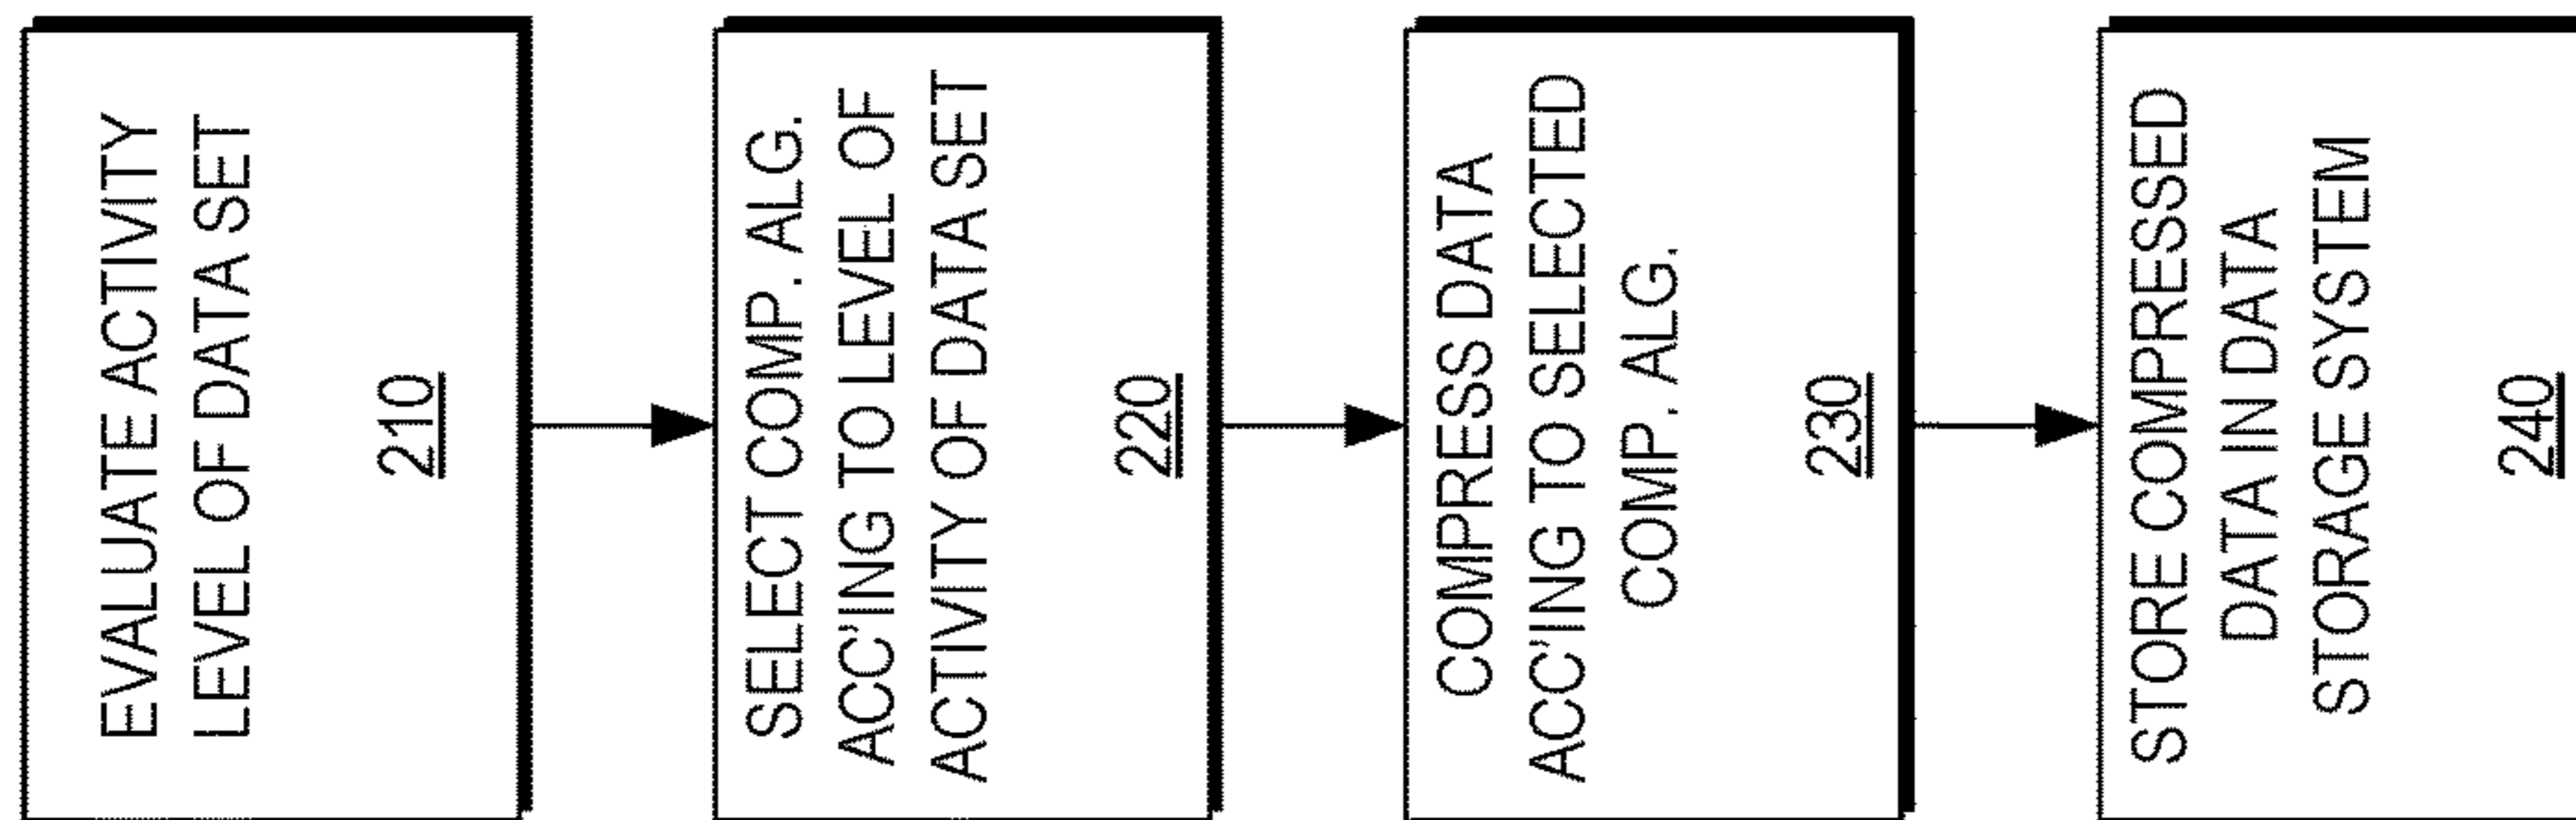 EVALUATE ACTIVITY
LEVEL OF DATA SET
210
SELECT COMP. ALG.
ACC'ING TO LEVEL OF
ACTIVITY OF DATA SET
220
COMPRESS DATA
ACC'ING TO SELECTED
COMP. ALG.
230
STORE COMPRESSED
DATA IN DATA
STORAGE SYSTEM
240